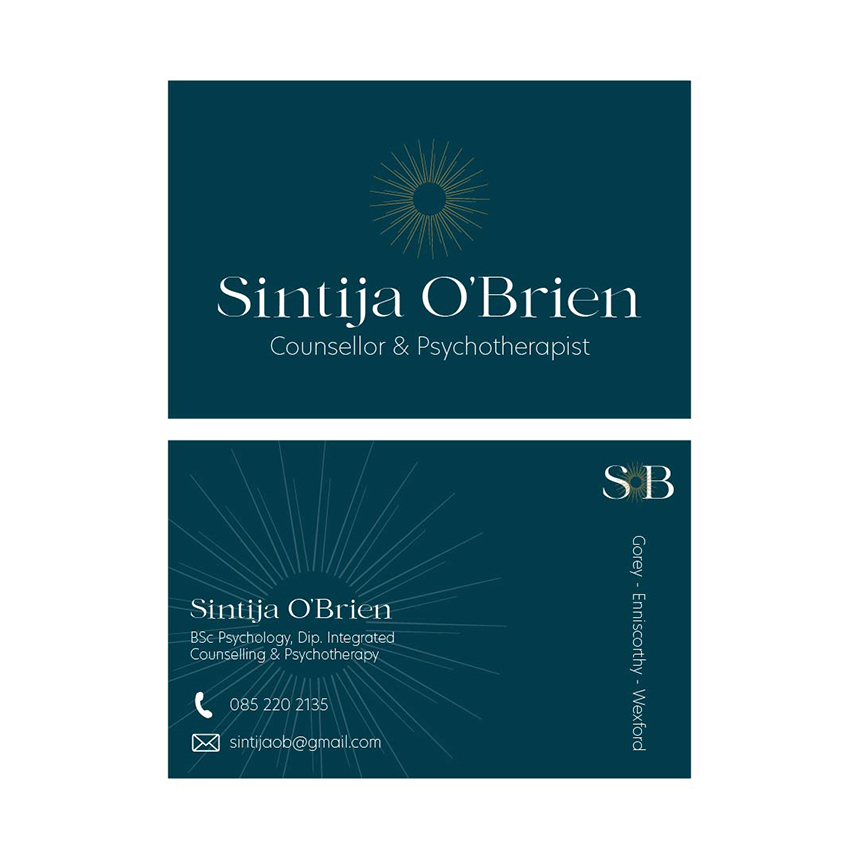 Sintija O'Brien
Counsellor & Psychotherapist
S B
Gorey - Enniscorthy - Wexford
Sintija O'Brien
BSc Psychology, Dip. Integrated
Counselling & Psychotherapy
085 220 2135
sintijaob@gmail.com